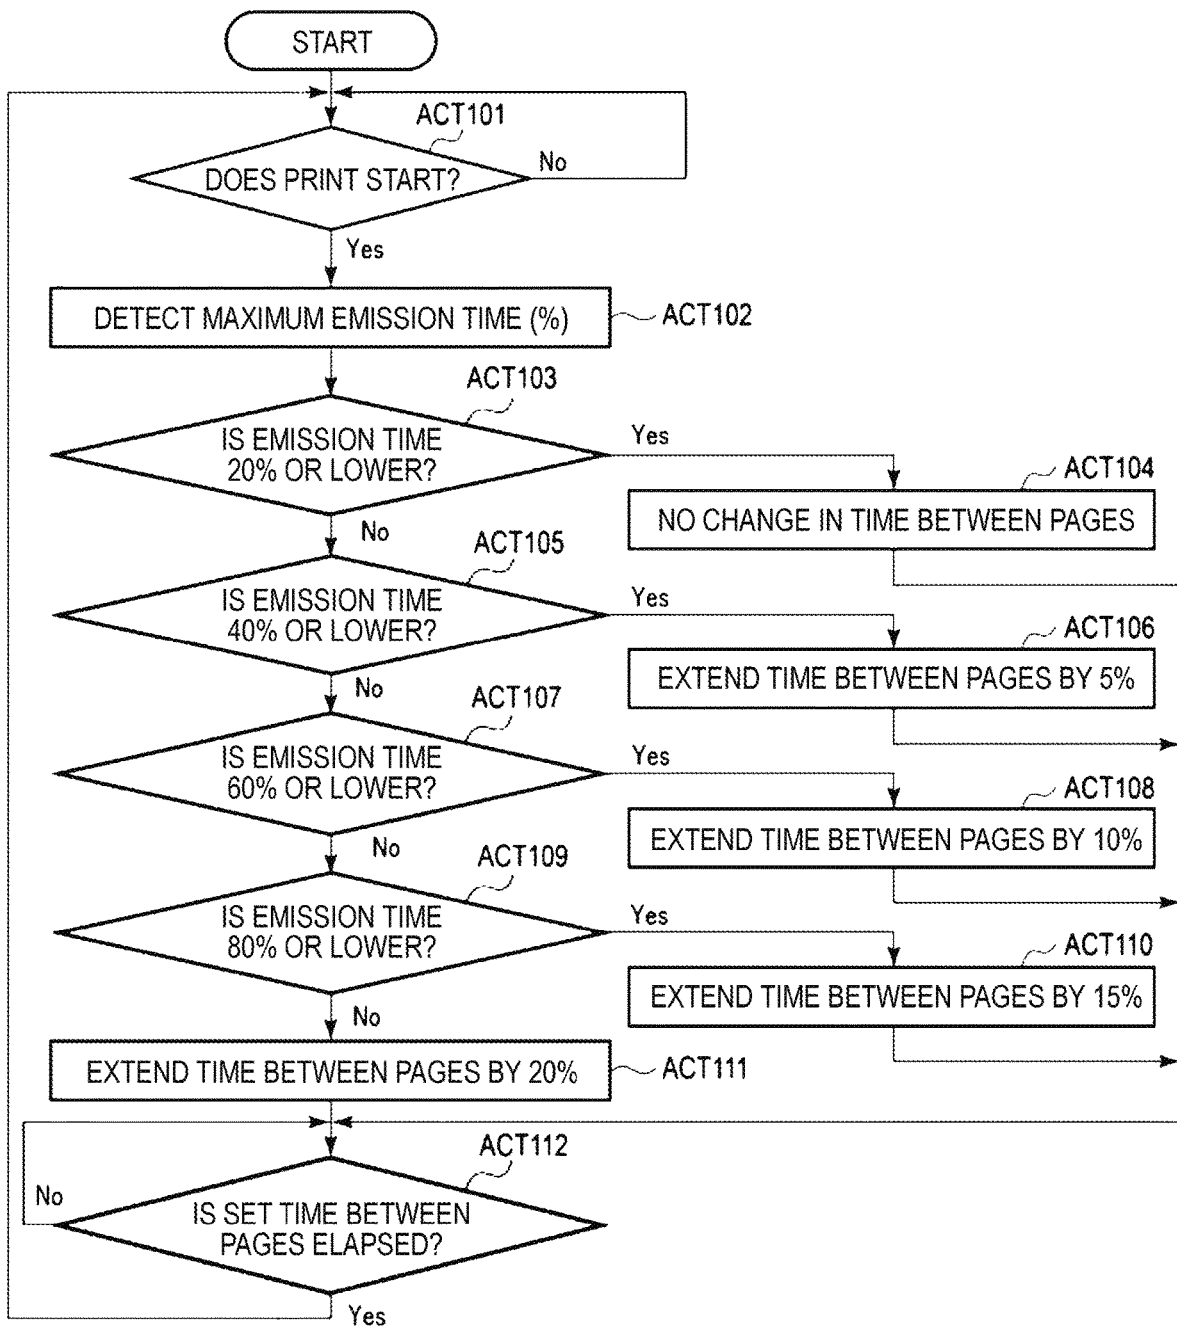 START
ACT101
DOES PRINT START?
No
Yes
DETECT MAXIMUM EMISSION TIME (%)
ACT102
ACT103
IS EMISSION TIME
20% OR LOWER?
Yes
No
ACT104
NO CHANGE IN TIME BETWEEN PAGES
ACT105
IS EMISSION TIME
40% OR LOWER?
Yes
No
ACT106
EXTEND TIME BETWEEN PAGES BY 5%
ACT107
IS EMISSION TIME
60% OR LOWER?
Yes
No
ACT108
EXTEND TIME BETWEEN PAGES BY 10%
ACT109
IS EMISSION TIME
80% OR LOWER?
Yes
No
ACT110
EXTEND TIME BETWEEN PAGES BY 15%
EXTEND TIME BETWEEN PAGES BY 20%
ACT111
ACT112
No
IS SET TIME BETWEEN
PAGES ELAPSED?
Yes